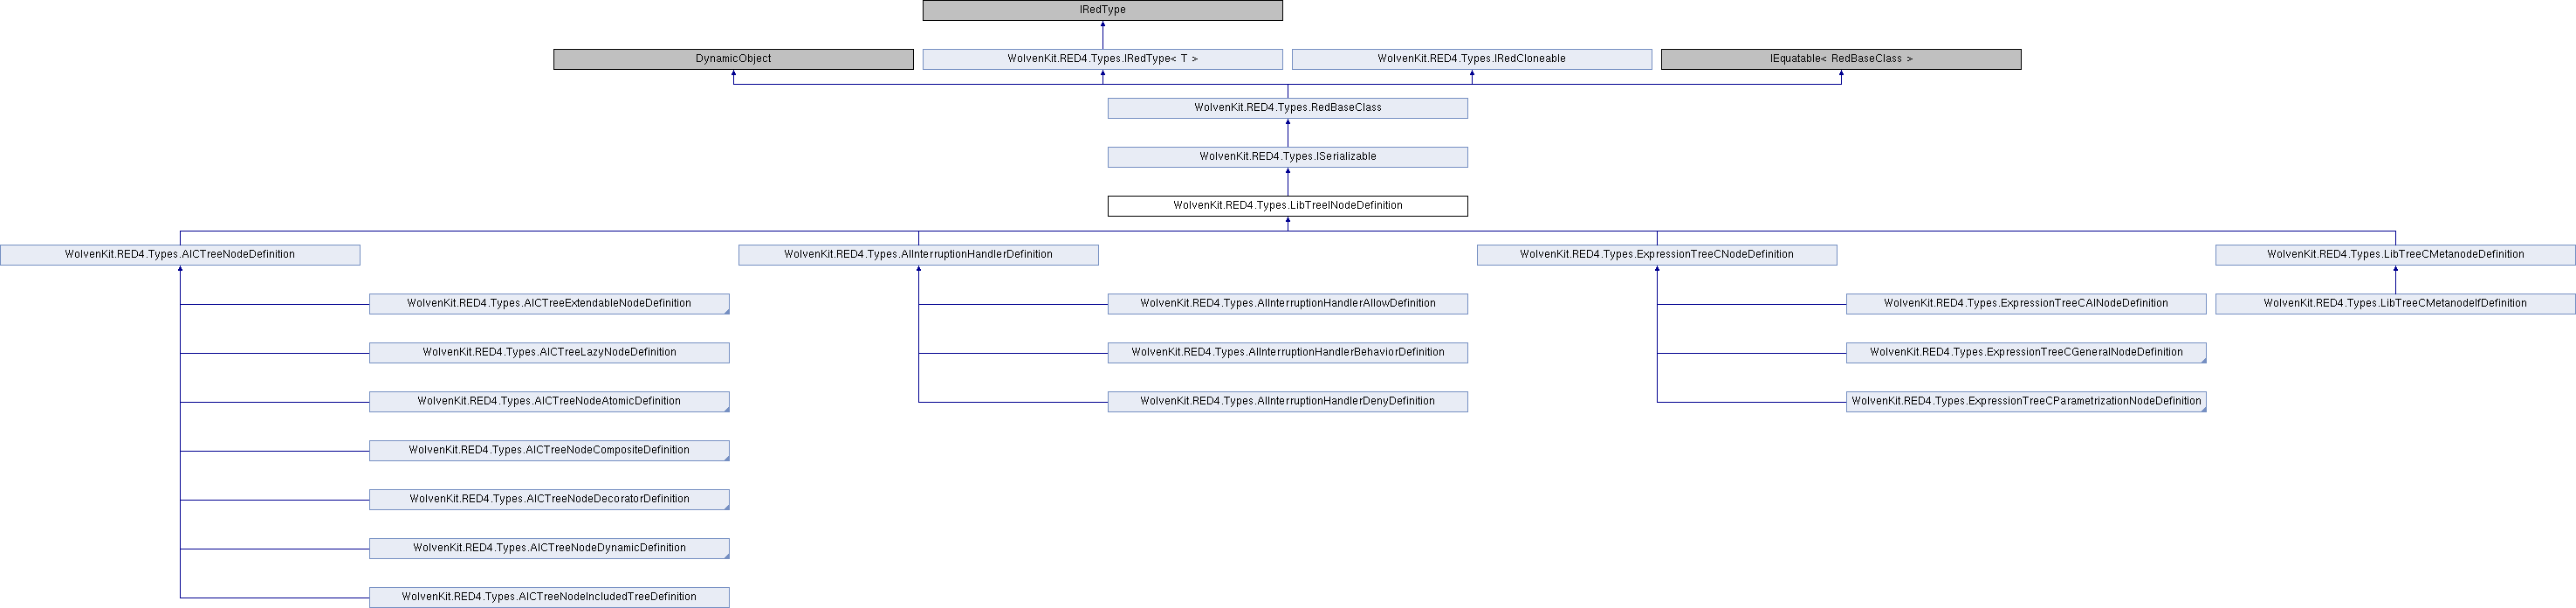 IRedType
DynamicObject
WolvenKit.RED4.Types.IRedType< T >
WolvenKit.RED4.Types.IRedCloneable
IEquatable< RedBaseClass >
WolvenKit.RED4.Types.RedBaseClass
WolvenKit.RED4.Types.ISerializable
WolvenKit.RED4.Types.LibTreeINodeDefinition
WolvenKit.RED4.Types.AICTreeNodeDefinition
WolvenKit.RED4.Types.AIInterruptionHandlerDefinition
WolvenKit.RED4.Types.ExpressionTreeCNodeDefinition
WolvenKit.RED4.Types.LibTreeCMetanodeDefinition
WolvenKit.RED4.Types.AICTreeExtendableNodeDefinition
WolvenKit.RED4.Types.AIInterruptionHandlerAllowDefinition
WolvenKit.RED4.Types.ExpressionTreeCAINodeDefinition
WolvenKit.RED4.Types.LibTreeCMetanodeIfDefinition
WolvenKit.RED4.Types.AICTreeLazyNodeDefinition
WolvenKit.RED4.Types.AIInterruptionHandlerBehaviorDefinition
WolvenKit.RED4.Types.ExpressionTreeCGeneralNodeDefinition
WolvenKit.RED4.Types.AICTreeNodeAtomicDefinition
WolvenKit.RED4.Types.AIInterruptionHandlerDenyDefinition
WolvenKit.RED4.Types.ExpressionTreeCParametrizationNodeDefinition
WolvenKit.RED4.Types.AICTreeNodeCompositeDefinition
WolvenKit.RED4.Types.AICTreeNodeDecoratorDefinition
WolvenKit.RED4.Types.AICTreeNodeDynamicDefinition
WolvenKit.RED4.Types.AICTreeNodeIncludedTreeDefinition